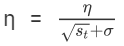 η = η / √s_t + σ